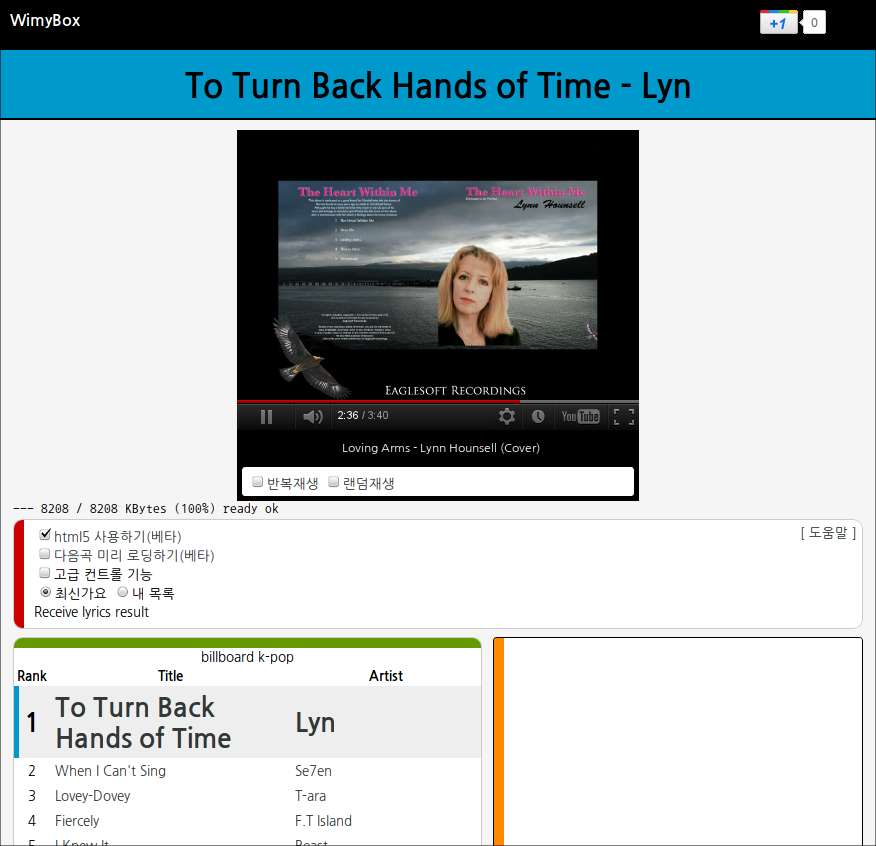 WimyBox
+1
0
To Turn Back Hands of Time - Lyn
The Heart Within Me
The Heart Within Me
Lynn Hounsell
EAGLESOFT RECORDINGS
2:36 / 3:40
YouTube
Loving Arms - Lynn Hounsell (Cover)
반복재생 랜덤재생
--- 8208 / 8208 KBytes (100%) ready ok
[ 도움말 ]
html5 사용하기(베타)
다음곡 미리 로딩하기(베타)
고급 컨트롤 기능
최신가요 내 목록
Receive lyrics result
billboard k-pop
Rank Title Artist
1 To Turn Back Hands of Time Lyn
2 When I Can't Sing Se7en
3 Lovey-Dovey T-ara
4 Fiercely F.T Island
5 I Knew It Beast